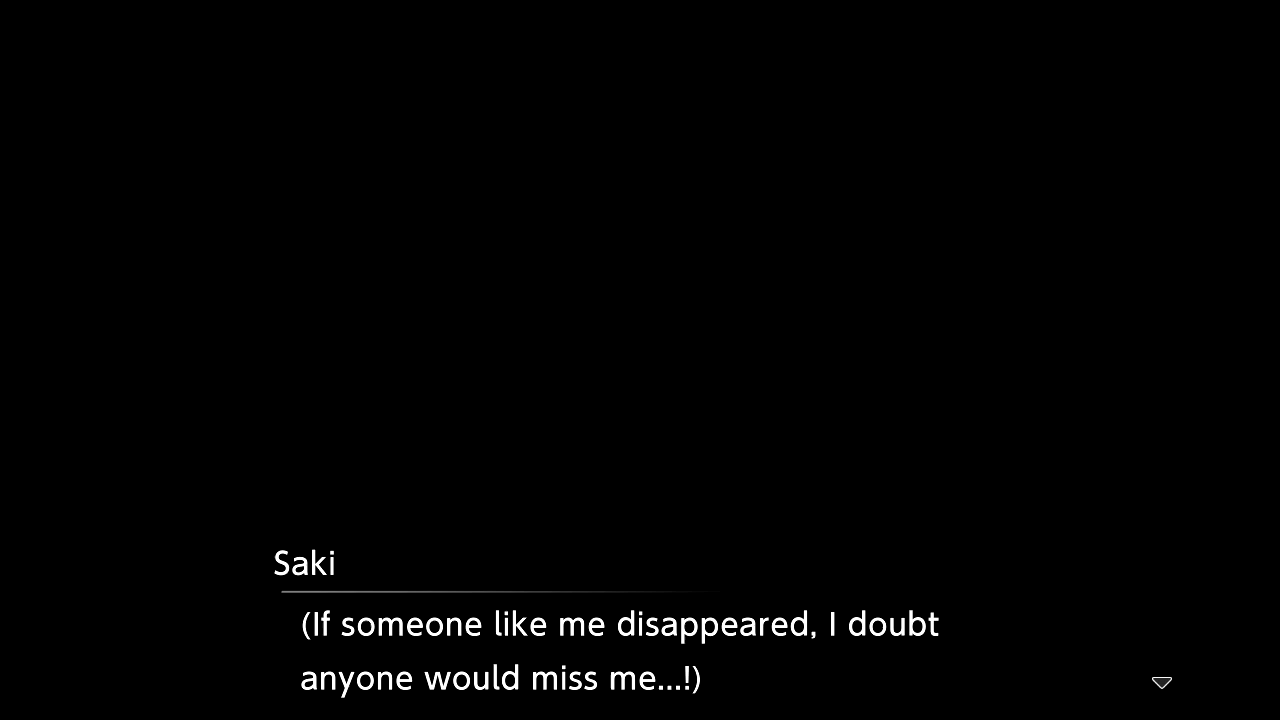 Saki
(If someone like me disappeared, I doubt
anyone would miss me...!)